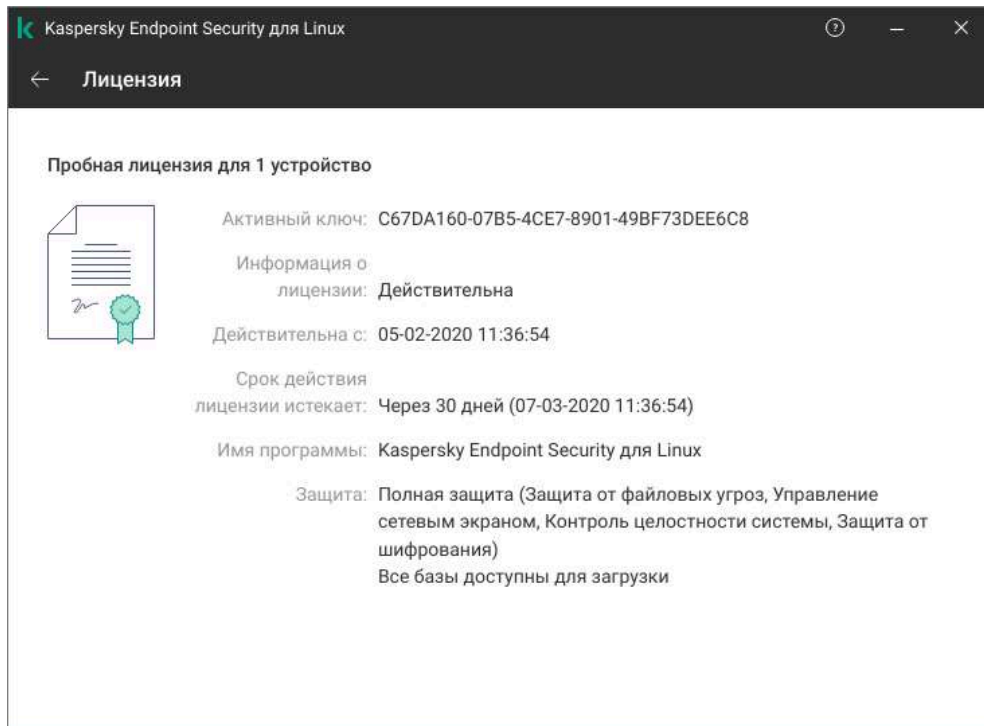 Kaspersky Endpoint Security для Linux
Лицензия
Пробная лицензия для 1 устройство
Активный ключ: C67DA160-07B5-4CE7-8901-49BF73DEE6C8
Информация о
лицензии: Действительна
Действительна с: 05-02-2020 11:36:54
Срок действия
лицензии истекает: Через 30 дней (07-03-2020 11:36:54)
Имя программы: Kaspersky Endpoint Security для Linux
Защита: Полная защита (Защита от файловых угроз, Управление
сетевым экраном, Контроль целостности системы, Защита от
шифрования)
Все базы доступны для загрузки